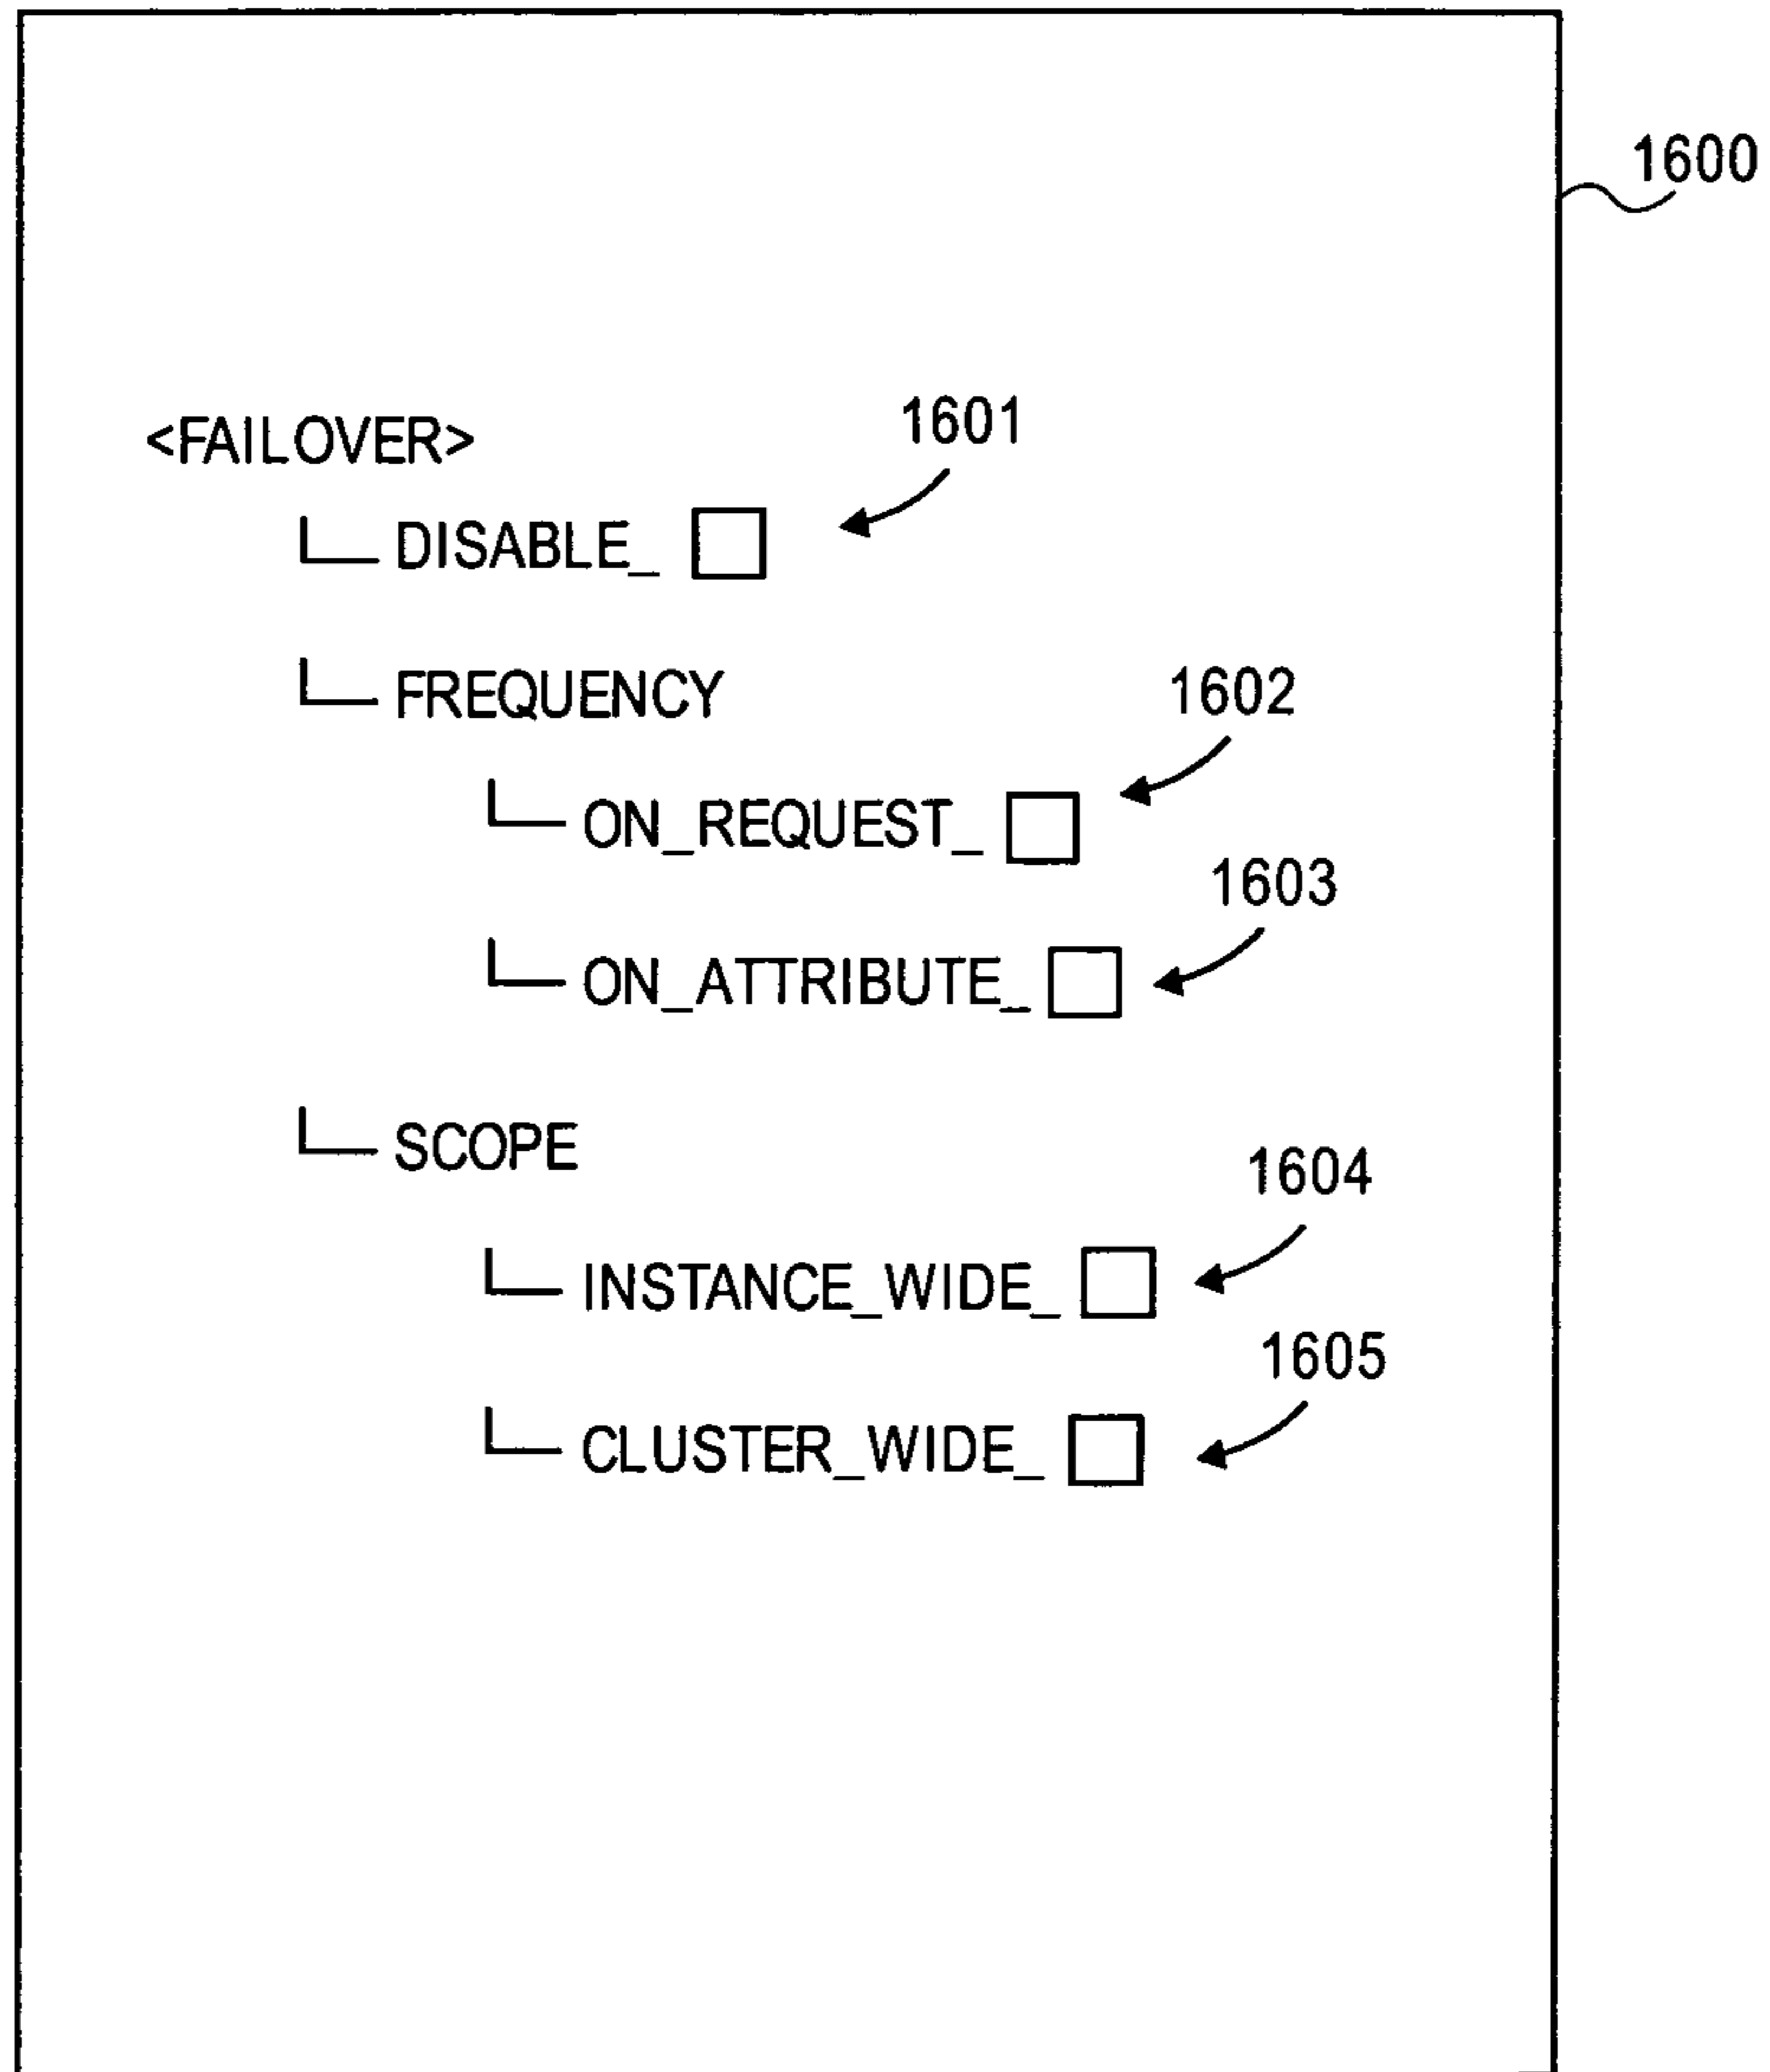 1600
<FAILOVER>
1601
DISABLE_
FREQUENCY
1602
ON_REQUEST_
1603
ON_ATTRIBUTE_
SCOPE
1604
INSTANCE_WIDE_
1605
CLUSTER_WIDE_